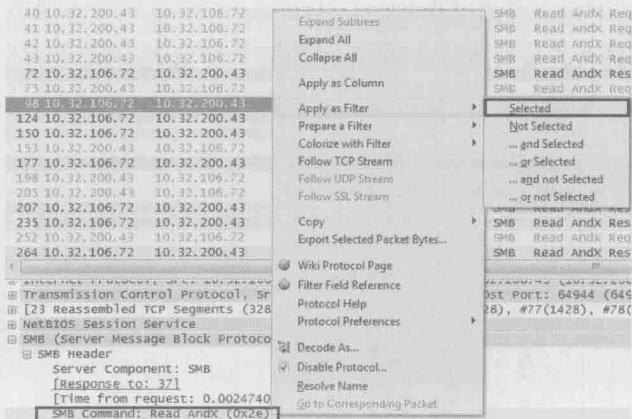 40 10.32.200.43 10.32.106.72 SMB Read AndX Req
41 10.32.200.43 10.32.106.72 SMB Read AndX Req
42 10.32.200.43 10.32.106.72 SMB Read AndX Req
43 10.32.200.43 10.32.106.72 SMB Read AndX Req
72 10.32.106.72 10.32.200.43 SMB Read AndX Res
75 10.32.200.43 10.32.106.72 SMB Read AndX Req
98 10.32.106.72 10.32.200.43
124 10.32.106.72 10.32.200.43
150 10.32.106.72 10.32.200.43
153 10.32.200.43 10.32.106.72
177 10.32.106.72 10.32.200.43
198 10.32.200.43 10.32.106.72
205 10.32.200.43 10.32.106.72
207 10.32.106.72 10.32.200.43 SMB Read AndX Res
235 10.32.106.72 10.32.200.43 SMB Read AndX Res
252 10.32.200.43 10.32.106.72 SMB Read AndX Req
264 10.32.106.72 10.32.200.43 SMB Read AndX Res
Expand Subtrees
Expand All
Collapse All
Apply as Column
Apply as Filter
Prepare a Filter
Colorize with Filter
Follow TCP Stream
Follow UDP Stream
Follow SSL Stream
Copy
Export Selected Packet Bytes...
Wiki Protocol Page
Filter Field Reference
Protocol Help
Protocol Preferences
Decode As...
Disable Protocol...
Resolve Name
Go to Corresponding Packet
Selected
Not Selected
... and Selected
... or Selected
... and not Selected
... or not Selected
Transmission Control Protocol, Sr Dst Port: 64944 (649
[23 Reassembled TCP Segments (328 28), #77(1428), #78(
NetBIOS Session Service
SMB (Server Message Block Protoco
SMB Header
Server Component: SMB
[Response to: 37]
[Time from request: 0.0024740
SMB Command: Read AndX (0x2e)